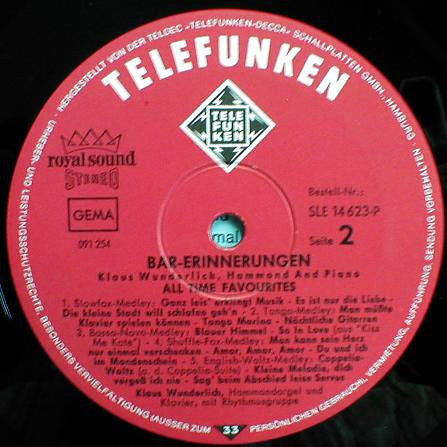 HERGESTELLT VON DER TELDEC »TELEFUNKEN-DECCA« SCHALLPLATTEN GMBH., HAMBURG
TELEFUNKEN
TELE
FUN
KEN
royal sound
STEREO
GEMA
091 254
Bestell-Nr.:
SLE 14 623-P
Seite 2
mal
BAR-ERINNERUNGEN
Klaus Wunderlich, Hammond And Piano
ALL TIME FAVOURITES
1. Slowfox-Medley: Ganz leis' erklingt Musik - Es ist nur die Liebe -
Die kleine Stadt will schlafen geh'n - 2. Tango-Medley: Man müßte
Klavier spielen können - Tango Marina - Nächtliche Gitarren
3. Bossa-Nova-Medley: Blauer Himmel - So In Love (aus "Kiss
Me Kate") - 4. Shuffle-Fox-Medley: Man kann sein Herz
nur einmal verschenken - Amor, Amor, Amor - Du und ich
im Mondenschein - 5. English-Waltz-Medley: Coppelia-
Waltz (a. d. Coppelia-Suite) - Kleine Melodie, dich
vergeß ich nie - Sag' beim Abschied leise Servus
Klaus Wunderlich, Hammondorgel und
Klavier, mit Rhythmusgruppe
URHEBER- UND LEISTUNGSSCHUTZRECHTE, BESONDERS VERVIELFÄLTIGUNG (AUSSER ZUM
33
PERSÖNLICHEN GEBRAUCH), VERWAHRUNG, SENDUNG VORBEHALTEN